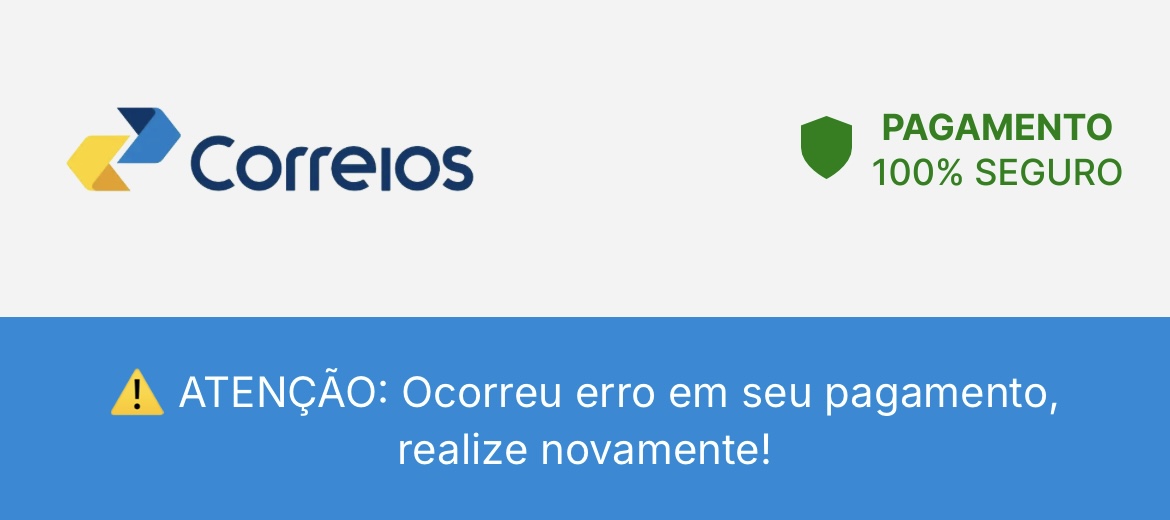 Correios
PAGAMENTO
100% SEGURO
⚠️ ATENÇÃO: Ocorreu erro em seu pagamento,
realize novamente!